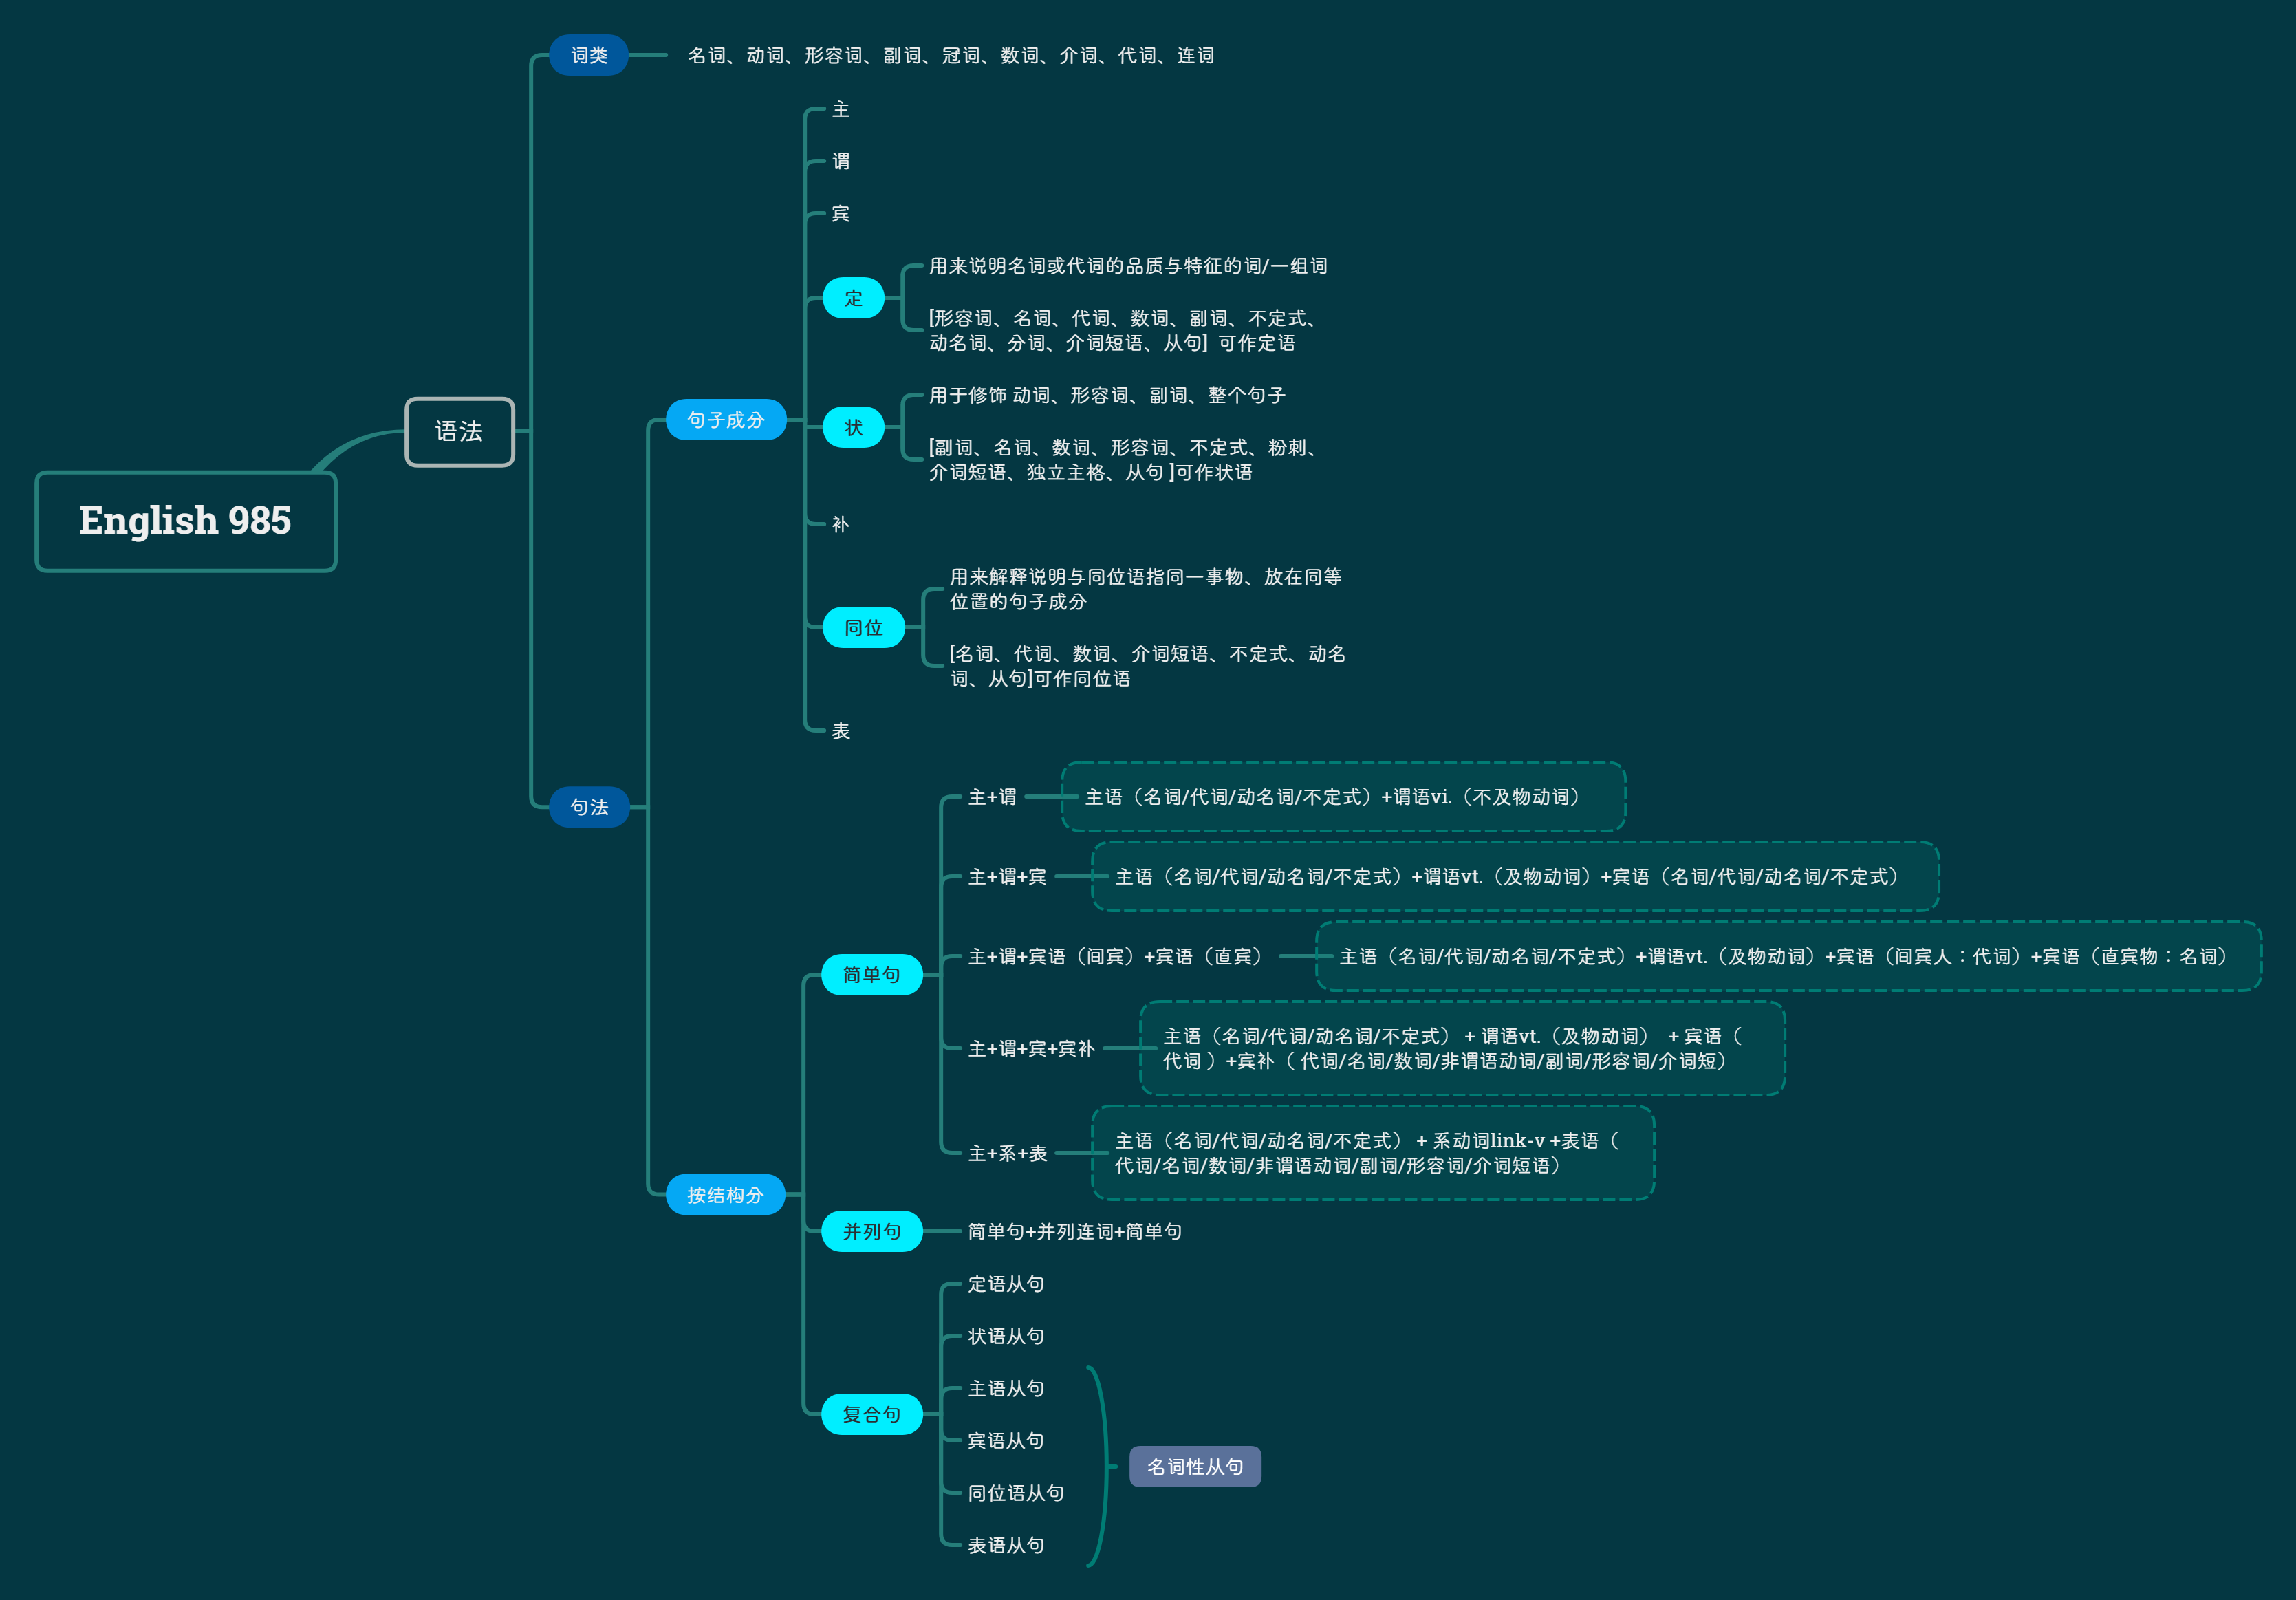 English 985
语法
词类
名词、动词、形容词、副词、冠词、数词、介词、代词、连词
句法
句子成分
主
谓
宾
定
用来说明名词或代词的品质与特征的词/一组词
[形容词、名词、代词、数词、副词、不定式、
动名词、分词、介词短语、从句] 可作定语
状
用于修饰 动词、形容词、副词、整个句子
[副词、名词、数词、形容词、不定式、粉刺、
介词短语、独立主格、从句 ]可作状语
补
同位
用来解释说明与同位语指同一事物、放在同等
位置的句子成分
[名词、代词、数词、介词短语、不定式、动名
词、从句]可作同位语
表
按结构分
简单句
主+谓
主语（名词/代词/动名词/不定式）+谓语vi.（不及物动词）
主+谓+宾
主语（名词/代词/动名词/不定式）+谓语vt.（及物动词）+宾语（名词/代词/动名词/不定式）
主+谓+宾语（间宾）+宾语（直宾）
主语（名词/代词/动名词/不定式）+谓语vt.（及物动词）+宾语（间宾人：代词）+宾语（直宾物：名词）
主+谓+宾+宾补
主语（名词/代词/动名词/不定式） + 谓语vt.（及物动词） + 宾语（
代词 ）+宾补（ 代词/名词/数词/非谓语动词/副词/形容词/介词短）
主+系+表
主语（名词/代词/动名词/不定式） + 系动词link-v +表语（
代词/名词/数词/非谓语动词/副词/形容词/介词短语）
并列句
简单句+并列连词+简单句
复合句
定语从句
状语从句
主语从句
宾语从句
同位语从句
表语从句
名词性从句